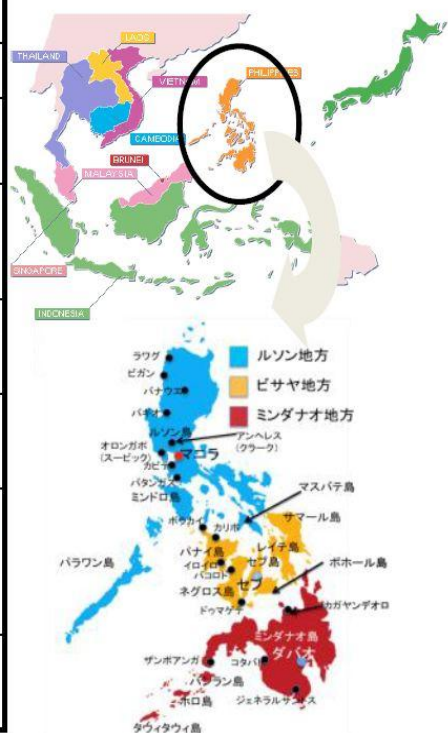 LAOS
THAILAND
PHILIPPINES
VIETNAM
CAMBODIA
BRUNEI
MALAYSIA
SINGAPORE
INDONESIA
ルソン地方
ビサヤ地方
ミンダナオ地方
ラワグ
ビガン
バナウエ
バギオ
ルソン島
アンヘレス
(クラーク)
オロンガポ
(スービック)
マニラ
カビテ
バタンガス
ミンドロ島
マスバテ島
サマール島
ボラカイ
カリボ
パラワン島
パナイ島
レイテ島
セブ島
イロイロ
バコロド
セブ
ボホール島
ネグロス島
ドゥマゲテ
カガヤンデオロ
ミンダナオ島
ダバオ
ザンボアンガ
コタバト
バシラン島
ホロ島
ジェネラルサントス
タウィタウィ島